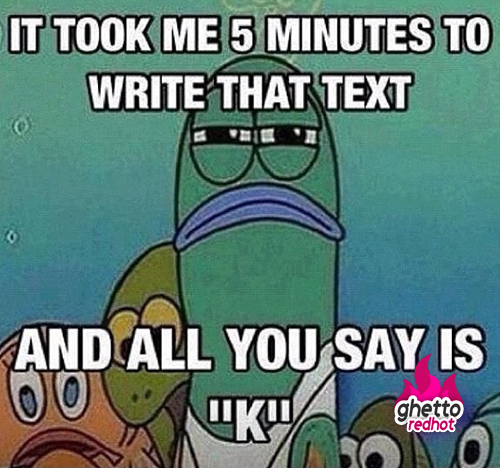 IT TOOK ME 5 MINUTES TO
WRITE THAT TEXT
AND ALL YOU SAY IS
"K"
ghetto
redhot